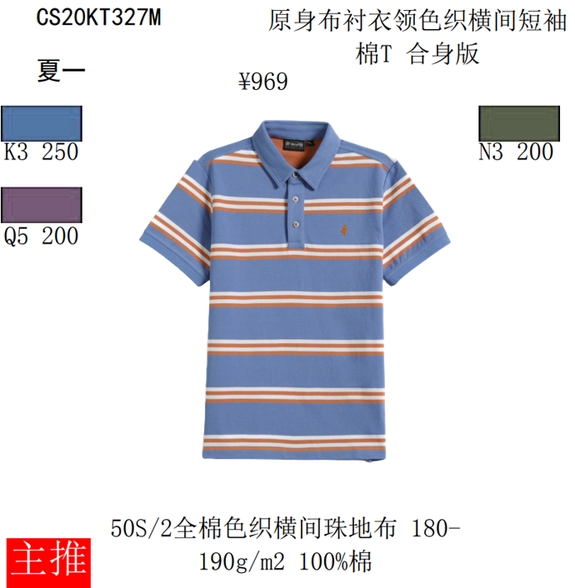 CS20KT327M
原身布衬衣领色织横间短袖
棉T 合身版
夏一
¥969
K3 250
N3 200
Q5 200
50S/2全棉色织横间珠地布 180-
190g/m2 100%棉
主推